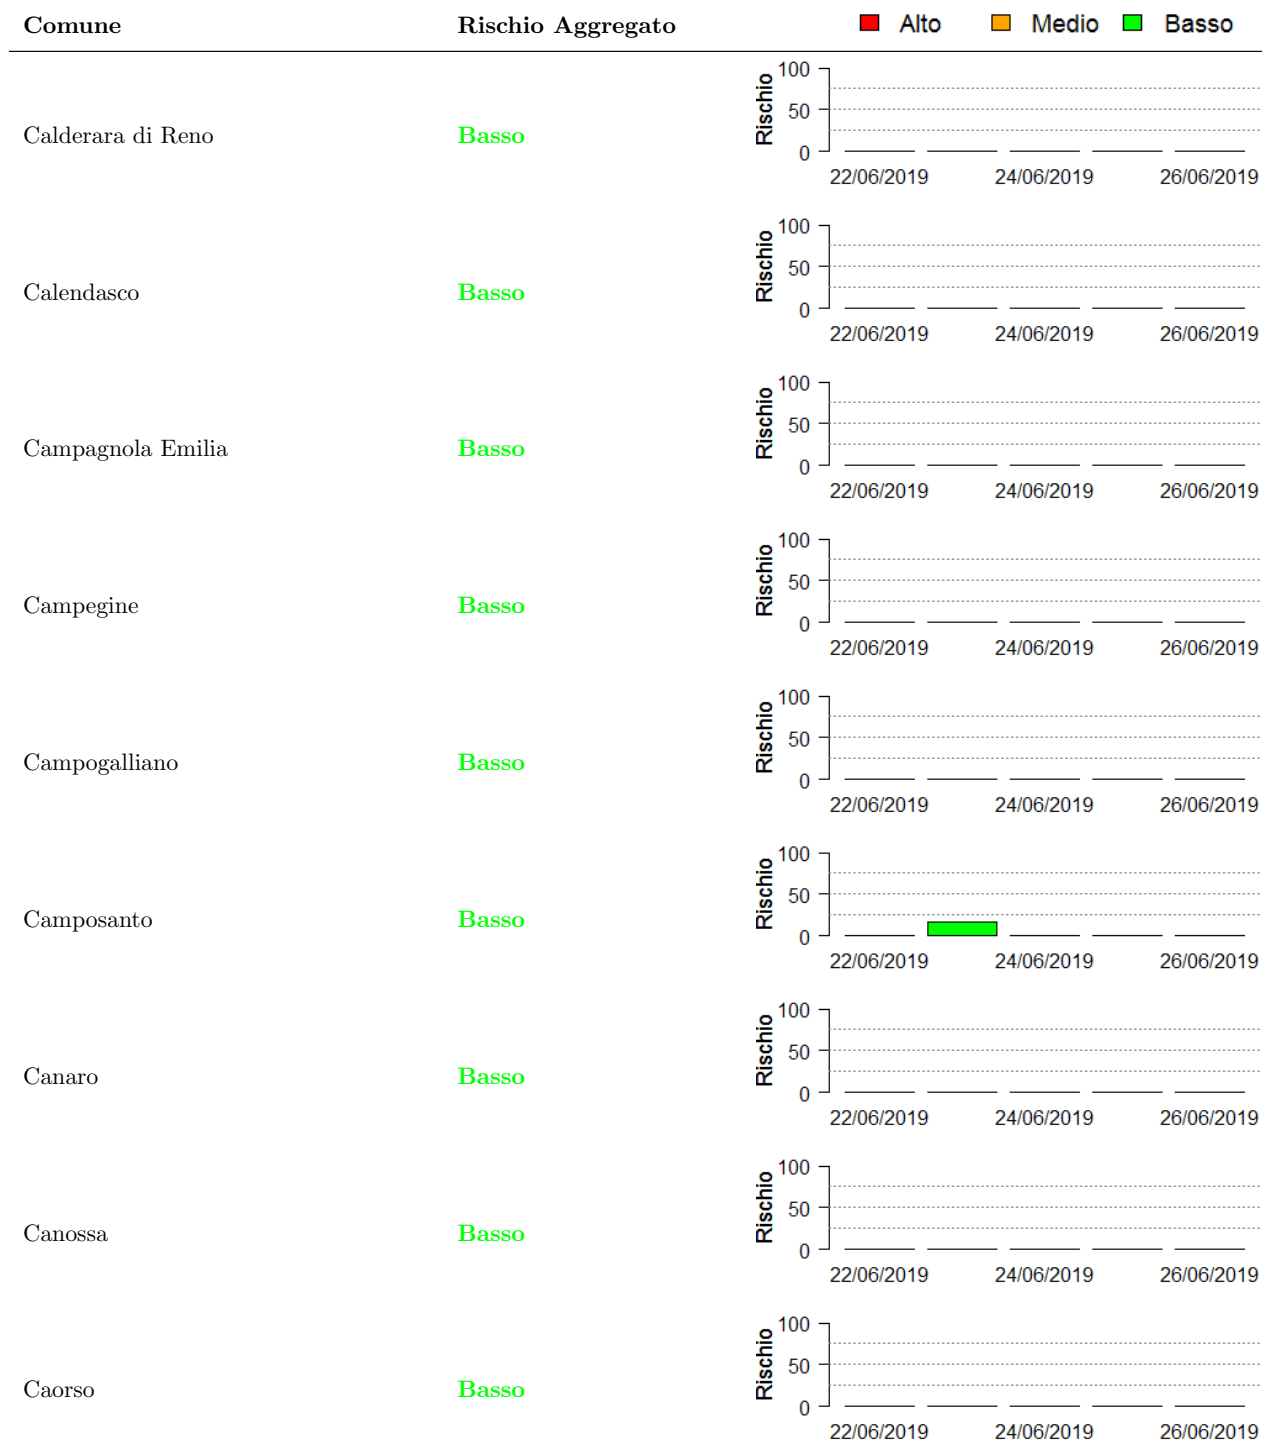 Comune Rischio Aggregato Alto Medio Basso
100
50
0
Rischio
Calderara di Reno Basso
22/06/2019 24/06/2019 26/06/2019
100
50
0
Rischio
Calendasco Basso
22/06/2019 24/06/2019 26/06/2019
100
50
0
Rischio
Campagnola Emilia Basso
22/06/2019 24/06/2019 26/06/2019
100
50
0
Rischio
Campegine Basso
22/06/2019 24/06/2019 26/06/2019
100
50
0
Rischio
Campogalliano Basso
22/06/2019 24/06/2019 26/06/2019
100
50
0
Rischio
Camposanto Basso
22/06/2019 24/06/2019 26/06/2019
100
50
0
Rischio
Canaro Basso
22/06/2019 24/06/2019 26/06/2019
100
50
0
Rischio
Canossa Basso
22/06/2019 24/06/2019 26/06/2019
100
50
0
Rischio
Caorso Basso
22/06/2019 24/06/2019 26/06/2019